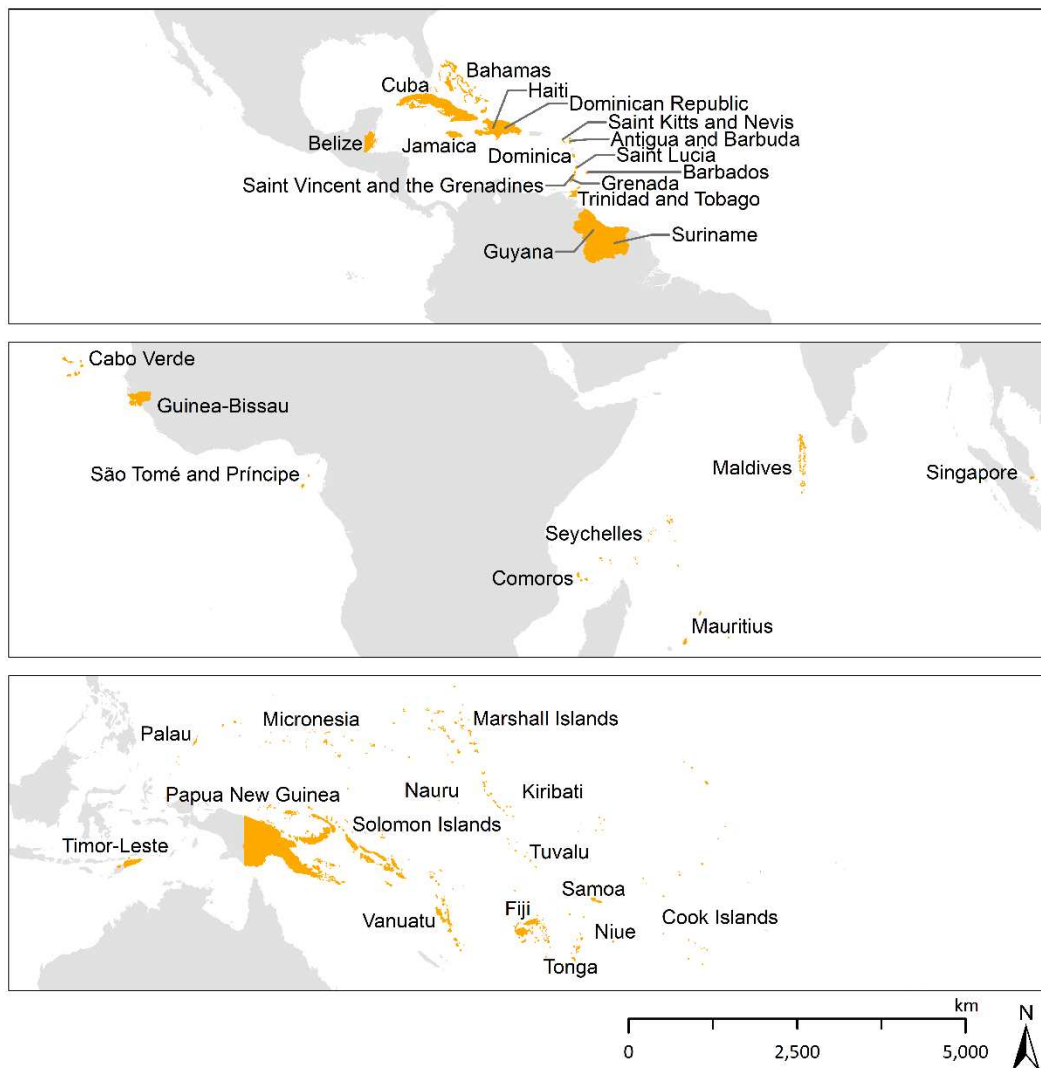 Bahamas
Cuba
Haiti
Dominican Republic
Saint Kitts and Nevis
Antigua and Barbuda
Belize
Jamaica
Dominica
Saint Lucia
Barbados
Saint Vincent and the Grenadines
Grenada
Trinidad and Tobago
Suriname
Guyana
Cabo Verde
Guinea-Bissau
São Tomé and Príncipe
Maldives
Singapore
Seychelles
Comoros
Mauritius
Micronesia
Marshall Islands
Palau
Papua New Guinea
Nauru
Kiribati
Solomon Islands
Timor-Leste
Tuvalu
Samoa
Vanuatu
Fiji
Niue
Cook Islands
Tonga
km
N
0
2,500
5,000